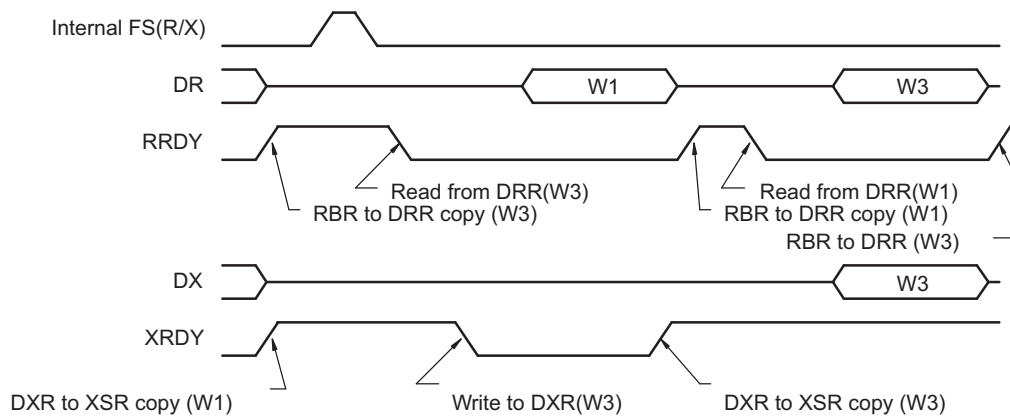 Internal FS(R/X)
DR
W1
W3
RRDY
Read from DRR(W3)
Read from DRR(W1)
RBR to DRR copy (W3)
RBR to DRR copy (W1)
RBR to DRR (W3)
DX
W3
XRDY
DXR to XSR copy (W1)
Write to DXR(W3)
DXR to XSR copy (W3)